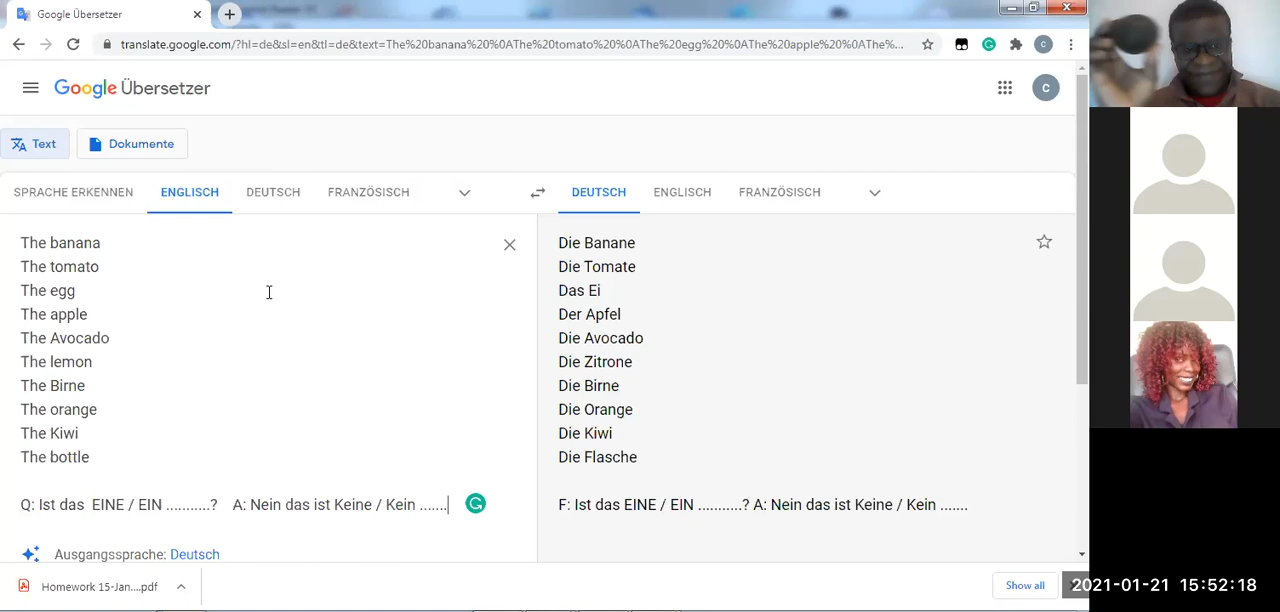 Google Übersetzer
translate.google.com/?hl=de&sl=en&tl=de&text=The%20banana%20%0AThe%20tomato%20%0AThe%20egg%20%0AThe%20apple%20%0AThe%...
C
Google Übersetzer
C
Text
Dokumente
SPRACHE ERKENNEN ENGLISCH DEUTSCH FRANZÖSISCH DEUTSCH ENGLISCH FRANZÖSISCH
The banana
The tomato
The egg
The apple
The Avocado
The lemon
The Birne
The orange
The Kiwi
The bottle
Q: Ist das EINE / EIN ...........? A: Nein das ist Keine / Kein .......
Die Banane
Die Tomate
Das Ei
Der Apfel
Die Avocado
Die Zitrone
Die Birne
Die Orange
Die Kiwi
Die Flasche
F: Ist das EINE / EIN ..........? A: Nein das ist Keine / Kein .......
Ausgangssprache: Deutsch
Homework 15-Jan....pdf
Show all
2021-01-21 15:52:18